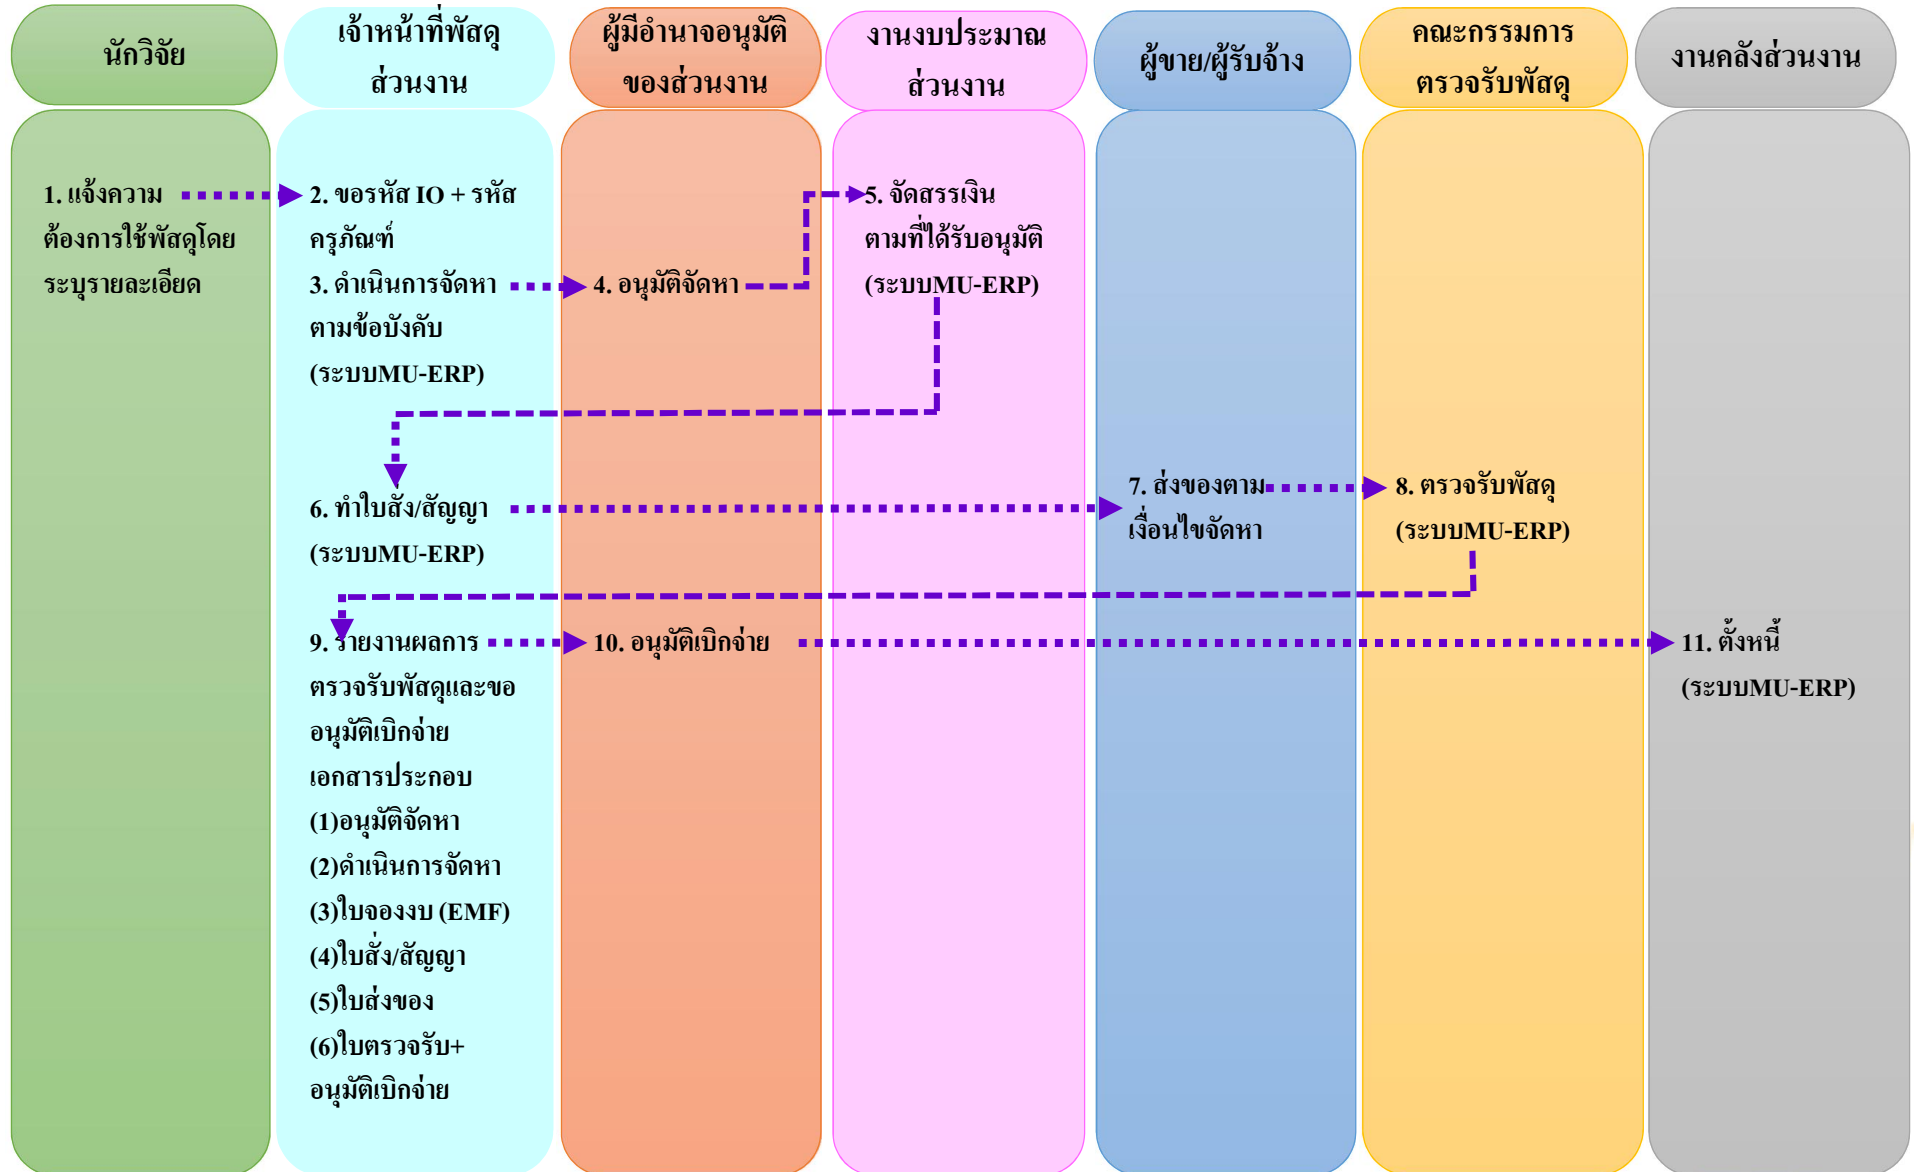 นักวิจัย
เจ้าหน้าที่พัสดุ
ส่วนงาน
ผู้มีอำนาจอนุมัติ
ของส่วนงาน
งานงบประมาณ
ส่วนงาน
ผู้ขาย/ผู้รับจ้าง
คณะกรรมการ
ตรวจรับพัสดุ
งานคลังส่วนงาน
1. แจ้งความ
ต้องการใช้พัสดุโดย
ระบุรายละเอียด
2. ขอรหัส IO + รหัส
ครุภัณฑ์
3. ดำเนินการจัดหา
ตามข้อบังคับ
(ระบบMU-ERP)
4. อนุมัติจัดหา
5. จัดสรรเงิน
ตามที่ได้รับอนุมัติ
(ระบบMU-ERP)
6. ทำใบสั่ง/สัญญา
(ระบบMU-ERP)
7. ส่งของตาม
เงื่อนไขจัดหา
8. ตรวจรับพัสดุ
(ระบบMU-ERP)
9. รายงานผลการ
ตรวจรับพัสดุและขอ
อนุมัติเบิกจ่าย
เอกสารประกอบ
(1)อนุมัติจัดหา
(2)ดำเนินการจัดหา
(3)ใบจองงบ (EMF)
(4)ใบสั่ง/สัญญา
(5)ใบส่งของ
(6)ใบตรวจรับ+
อนุมัติเบิกจ่าย
10. อนุมัติเบิกจ่าย
11. ตั้งหนี้
(ระบบMU-ERP)